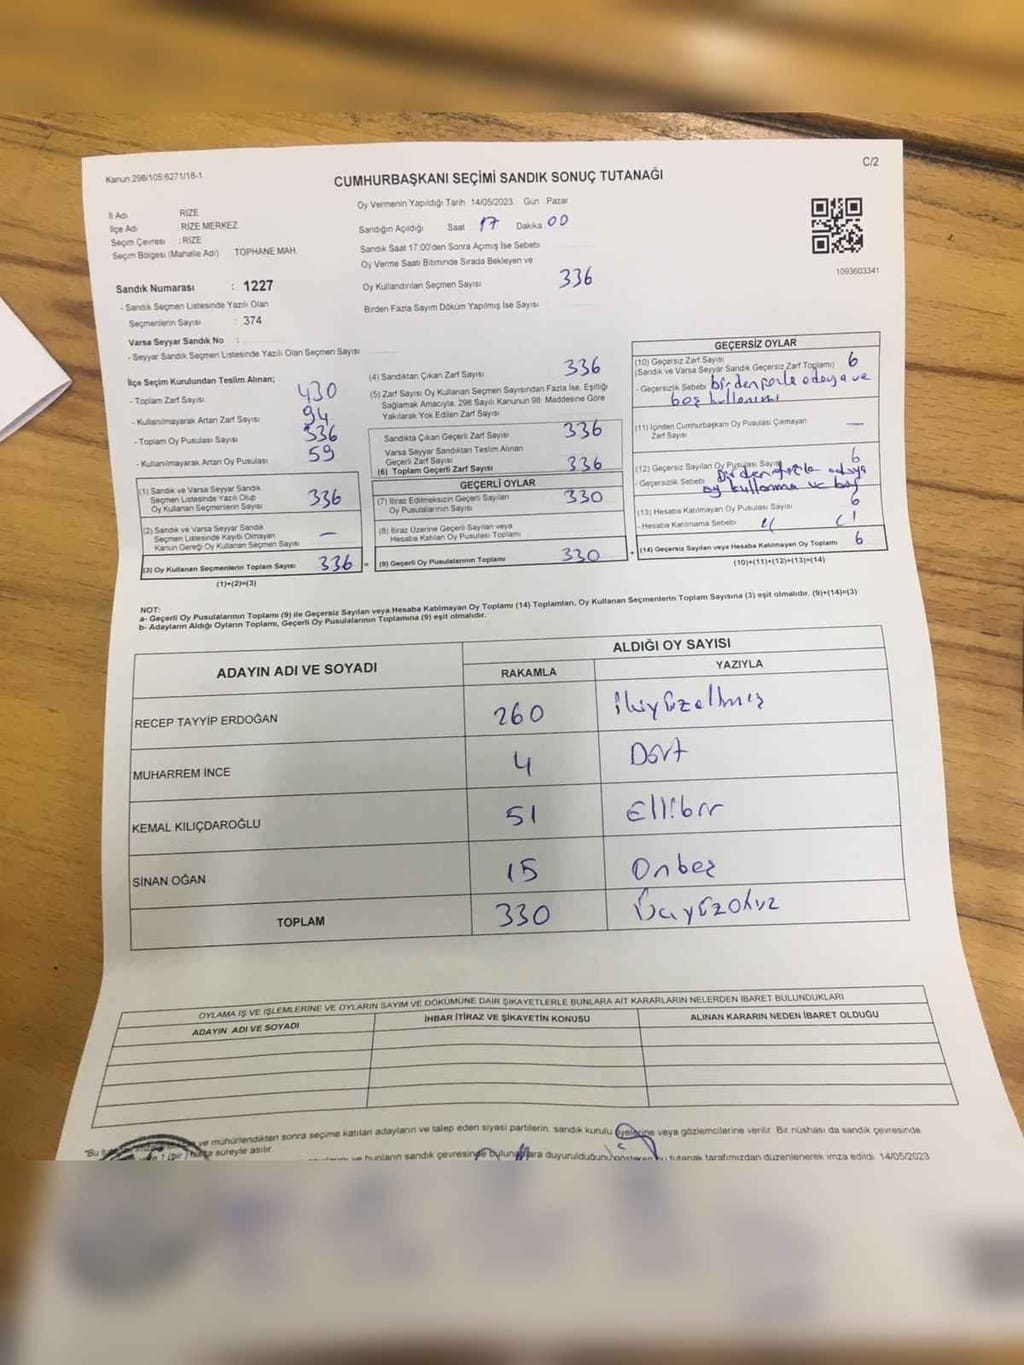 Kanun:298/105;6271/18-1
C/2
CUMHURBAŞKANI SEÇİMİ SANDIK SONUÇ TUTANAĞI
İl Adı RİZE
İlçe Adı RİZE MERKEZ
Seçim Çevresi : RİZE
Seçim Bölgesi (Mahalle Adı) TOPHANE MAH.
Sandık Numarası : 1227
- Sandık Seçmen Listesinde Yazılı Olan
Seçmenlerin Sayısı : 374
Varsa Seyyar Sandık No :
- Seyyar Sandık Seçmen Listesinde Yazılı Olan Seçmen Sayısı
Oy Vermenin Yapıldığı Tarih 14/05/2023 Gün Pazar
Sandığın Açıldığı Saat 17 Dakika 00
Sandık Saat 17:00'den Sonra Açılmış İse Sebebi
Oy Verme Saati Bitiminde Sırada Bekleyen ve
Oy Kullandırılan Seçmen Sayısı 336
Birden Fazla Sayım Döküm Yapılmış İse Sayısı
1093603341
İlçe Seçim Kurulundan Teslim Alınan;
- Toplam Zarf Sayısı 430
- Kullanılmayarak Artan Zarf Sayısı 94
- Toplam Oy Pusulası Sayısı 336
- Kullanılmayarak Artan Oy Pusulası 59
(1) Sandık ve Varsa Seyyar Sandık
Seçmen Listesinde Yazılı Olup
Oy Kullanan Seçmenlerin Sayısı 336
(2) Sandık ve Varsa Seyyar Sandık
Seçmen Listesinde Kaydı Olmayan
Kanun Gereği Oy Kullanan Seçmen Sayısı —
(3) Oy Kullanan Seçmenlerin Toplam Sayısı 336
(1)+(2)=(3)
(4) Sandıktan Çıkan Zarf Sayısı 336
(5) Zarf Sayısı Oy Kullanan Seçmen Sayısından Fazla İse, Eşitliği
Sağlamak Amacıyla, 298 Sayılı Kanunun 98. Maddesine Göre
Yakılarak Yok Edilen Zarf Sayısı
Sandıkta Çıkan Geçerli Zarf Sayısı 336
Varsa Seyyar Sandıktan Teslim Alınan
Geçerli Zarf Sayısı
(6) Toplam Geçerli Zarf Sayısı 336
GEÇERLİ OYLAR
(7) İtiraz Edilmeksizin Geçerli Sayılan
Oy Pusulalarının Sayısı 330
(8) İtiraz Üzerine Geçerli Sayılan veya
Hesaba Katılan Oy Pusulası Toplamı
= (9) Geçerli Oy Pusulalarının Toplamı 330
GEÇERSİZ OYLAR
(10) Geçersiz Zarf Sayısı
(Sandık ve Varsa Seyyar Sandık Geçersiz Zarf Toplamı) 6
- Geçersizlik Sebebi birden fazla adaya ve
boş kullanımı
(11) İçinden Cumhurbaşkanı Oy Pusulası Çıkmayan
Zarf Sayısı —
(12) Geçersiz Sayılan Oy Pusulası Sayısı 6
- Geçersizlik Sebebi Birden fazla adaya
oy kullanma ve boş
(13) Hesaba Katılmayan Oy Pusulası Sayısı 6
- Hesaba Katılmama Sebebi
+ (14) Geçersiz Sayılan veya Hesaba Katılmayan Oy Toplamı 6
(10)+(11)+(12)+(13)=(14)
NOT:
a- Geçerli Oy Pusulalarının Toplamı (9) ile Geçersiz Sayılan veya Hesaba Katılmayan Oy Toplamı (14) Toplamları, Oy Kullanan Seçmenlerin Toplam Sayısına (3) eşit olmalıdır. (9)+(14)=(3)
b- Adayların Aldığı Oyların Toplamı, Geçerli Oy Pusulalarının Toplamına (9) eşit olmalıdır.
ADAYIN ADI VE SOYADI
ALDIĞI OY SAYISI
RAKAMLA YAZIYLA
RECEP TAYYİP ERDOĞAN 260 ikiyüzaltmış
MUHARREM İNCE 4 Dört
KEMAL KILIÇDAROĞLU 51 Ellibir
SİNAN OĞAN 15 Onbeş
TOPLAM 330 Üçyüzotuz
OYLAMA İŞ VE İŞLEMLERİNE VE OYLARIN SAYIM VE DÖKÜMÜNE DAİR ŞİKAYETLERLE BUNLARA AİT KARARLARIN NELERDEN İBARET BULUNDUKLARI
ADAYIN ADI VE SOYADI İHBAR İTİRAZ VE ŞİKAYETİN KONUSU ALINAN KARARIN NEDEN İBARET OLDUĞU
"Bu ve mühürlendikten sonra seçime katılan adayların ve talep eden siyasi partilerin, sandık kurulu üyelerine veya gözlemcilerine verilir. Bir nüshası da sandık çevresinde
1 (bir) hafta süreyle asılır.
bunların sandık çevresinde bulunanlara duyurulduğunu gösteren bu tutanak tarafımızdan düzenlenerek imza edildi. 14/05/2023